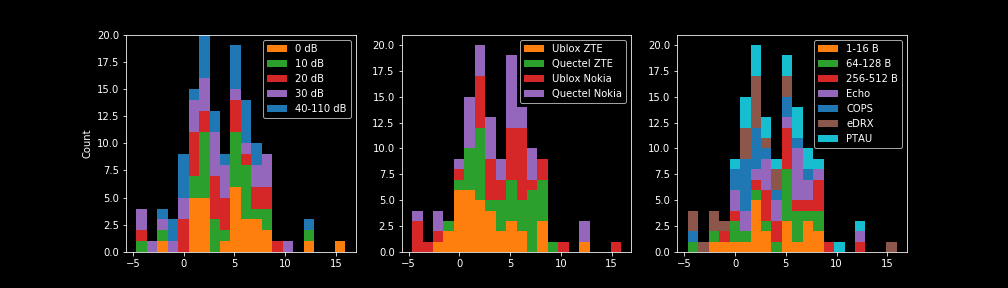 Count
20.0
17.5
15.0
12.5
10.0
7.5
5.0
2.5
0.0
−5 0 5 10 15
0 dB
10 dB
20 dB
30 dB
40-110 dB
20.0
17.5
15.0
12.5
10.0
7.5
5.0
2.5
0.0
−5 0 5 10 15
Ublox ZTE
Quectel ZTE
Ublox Nokia
Quectel Nokia
20.0
17.5
15.0
12.5
10.0
7.5
5.0
2.5
0.0
−5 0 5 10 15
1-16 B
64-128 B
256-512 B
Echo
COPS
eDRX
PTAU